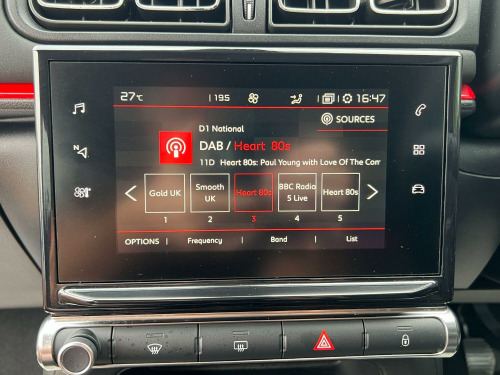 27°C | 195 16:47
SOURCES
D1 National
DAB / Heart 80s
11D Heart 80s: Paul Young with Love Of The Com
Gold UK
Smooth UK
Heart 80s
BBC Radio 5 Live
Heart 80s
1 2 3 4 5
OPTIONS | Frequency | Band | List
N